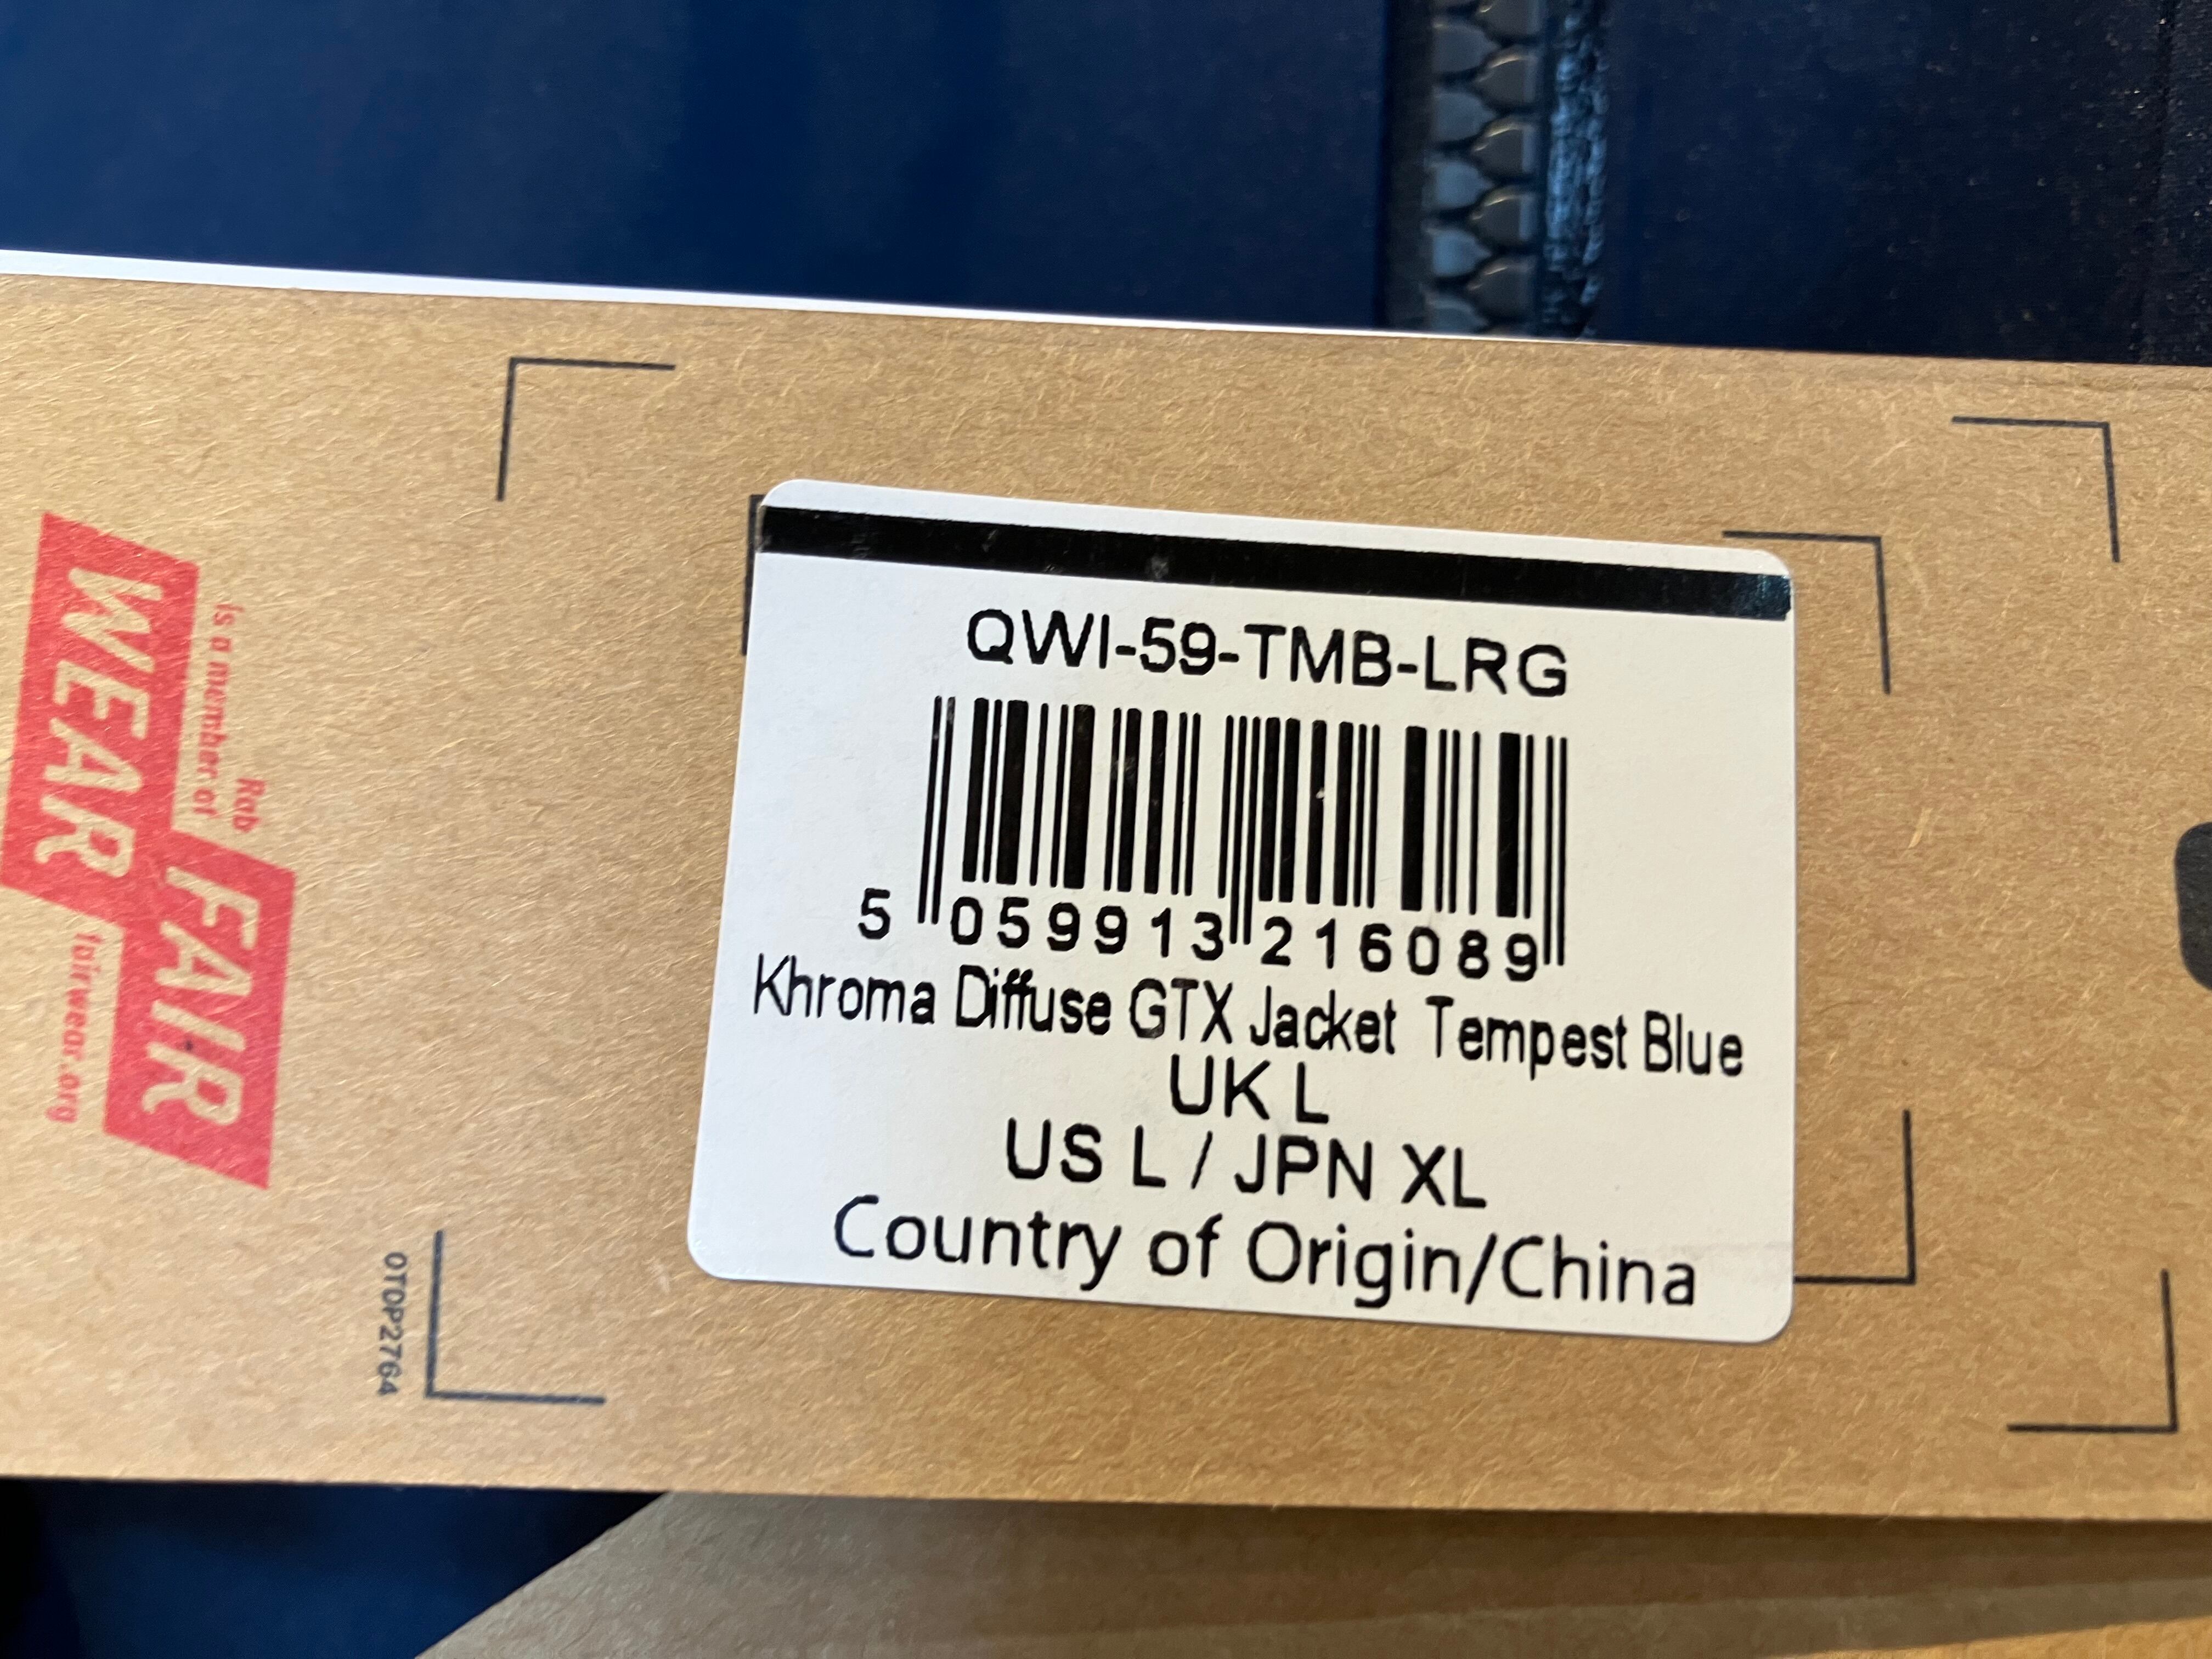 QWI-59-TMB-LRG
5 059913 216089
Khroma Diffuse GTX Jacket Tempest Blue
UK L
US L / JPN XL
Country of Origin/China
Rab
is a member of
FAIR
WEAR
fairwear.org
OTOP2764